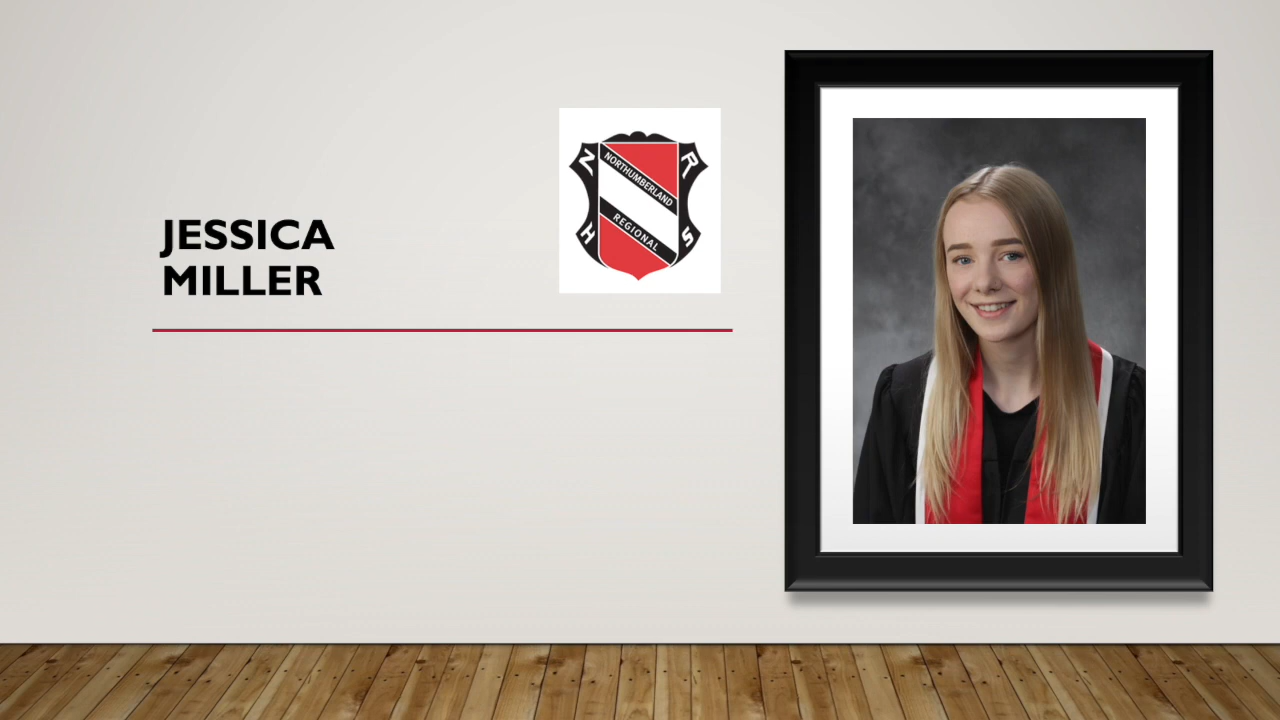 JESSICA
MILLER
N R
NORTHUMBERLAND
REGIONAL
H S